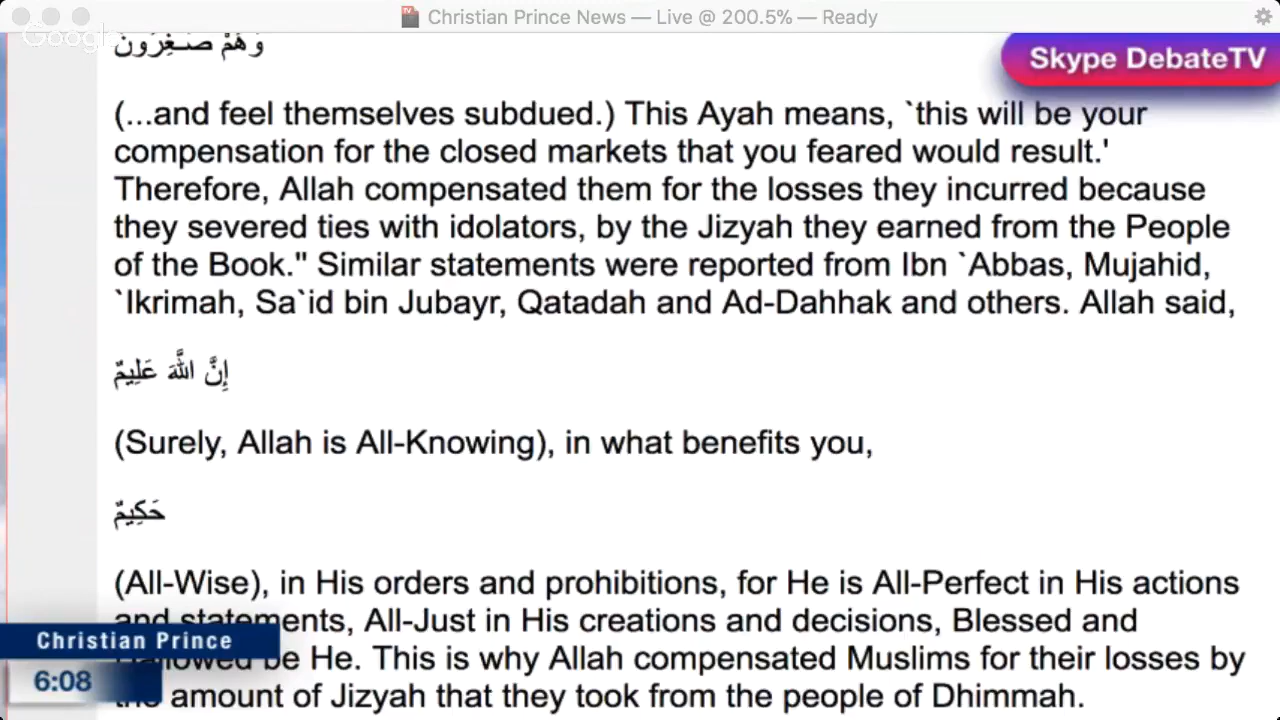 Christian Prince News — Live @ 200.5% — Ready
Google
وَهُمْ صَـغِرُونَ
Skype DebateTV
(...and feel themselves subdued.) This Ayah means, `this will be your
compensation for the closed markets that you feared would result.'
Therefore, Allah compensated them for the losses they incurred because
they severed ties with idolators, by the Jizyah they earned from the People
of the Book." Similar statements were reported from Ibn `Abbas, Mujahid,
`Ikrimah, Sa`id bin Jubayr, Qatadah and Ad-Dahhak and others. Allah said,
إِنَّ اللَّهَ عَلِيمٌ
(Surely, Allah is All-Knowing), in what benefits you,
حَكِيمٌ
(All-Wise), in His orders and prohibitions, for He is All-Perfect in His actions
and statements, All-Just in His creations and decisions, Blessed and
be He. This is why Allah compensated Muslims for their losses by
amount of Jizyah that they took from the people of Dhimmah.
Christian Prince
6:08